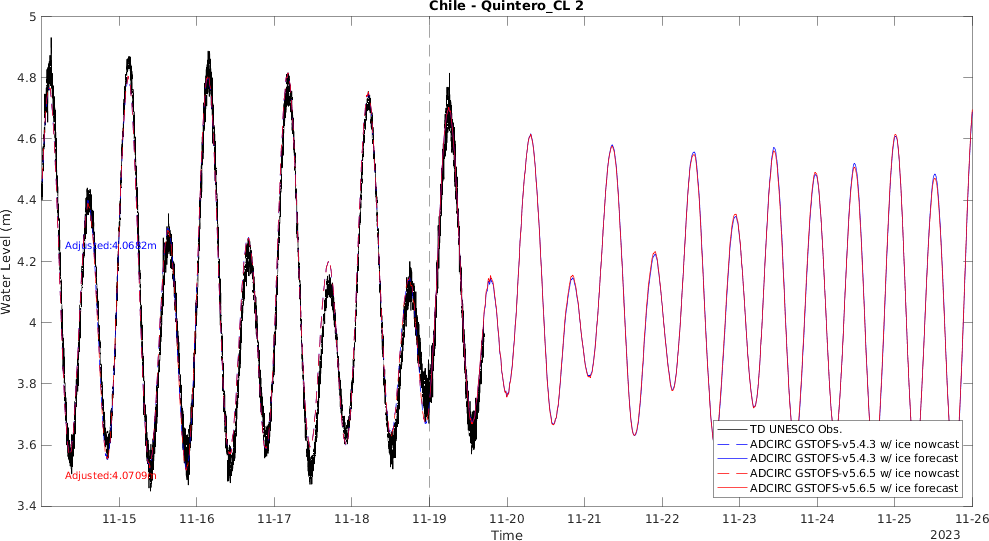 Chile - Quintero_CL 2
5
4.8
4.6
4.4
4.2
4
3.8
3.6
3.4
Water Level (m)
Adjusted:4.0682m
Adjusted:4.0709m
TD UNESCO Obs.
ADCIRC GSTOFS-v5.4.3 w/ ice nowcast
ADCIRC GSTOFS-v5.4.3 w/ ice forecast
ADCIRC GSTOFS-v5.6.5 w/ ice nowcast
ADCIRC GSTOFS-v5.6.5 w/ ice forecast
11-15 11-16 11-17 11-18 11-19 11-20 11-21 11-22 11-23 11-24 11-25 11-26
Time
2023